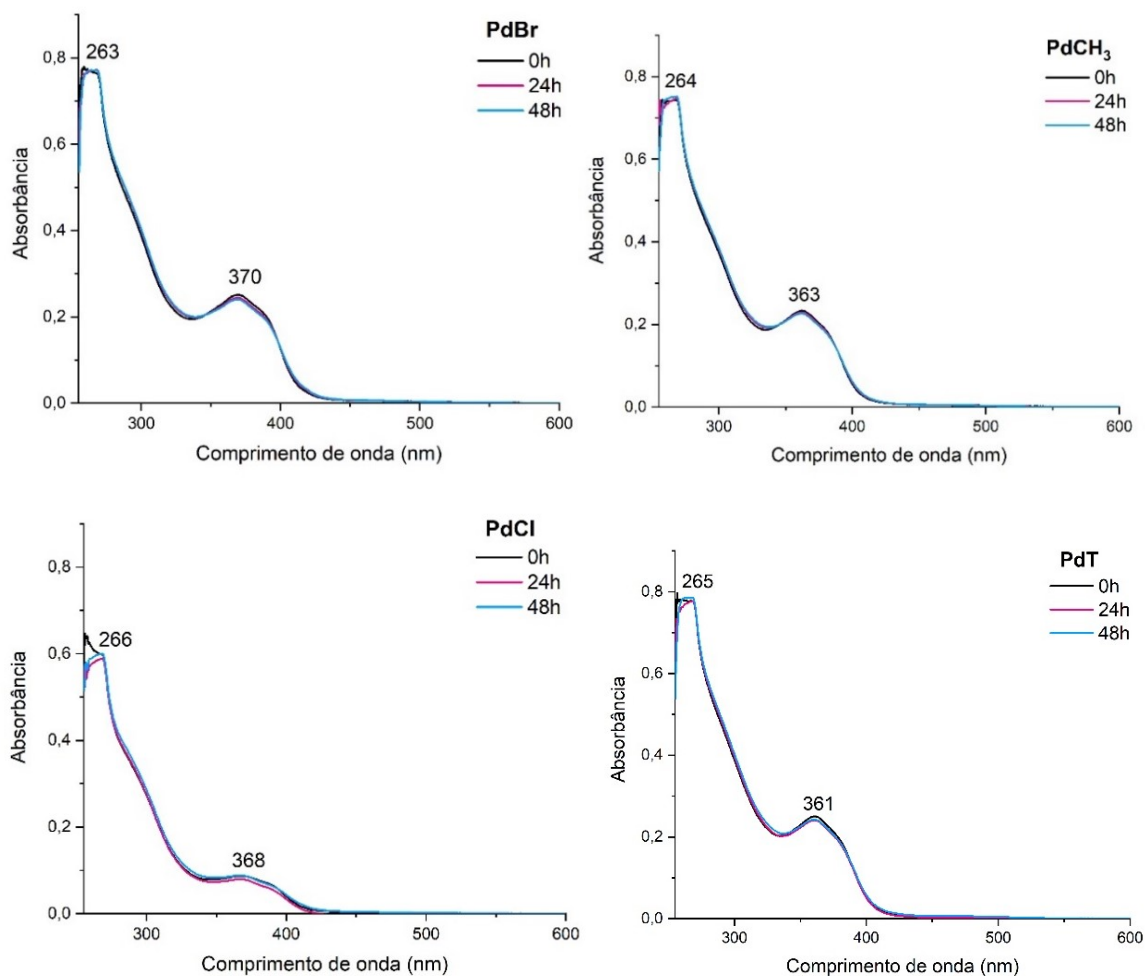 PdBr
0h
24h
48h
263
370
0,8
0,6
0,4
0,2
0,0
300
400
500
600
Absorbância
Comprimento de onda (nm)
PdCH₃
0h
24h
48h
264
363
0,8
0,6
0,4
0,2
0,0
300
400
500
600
Absorbância
Comprimento de onda (nm)
PdCl
0h
24h
48h
266
368
0,8
0,6
0,4
0,2
0,0
300
400
500
600
Absorbância
Comprimento de onda (nm)
PdT
0h
24h
48h
265
361
0,8
0,6
0,4
0,2
0,0
300
400
500
600
Absorbância
Comprimento de onda (nm)